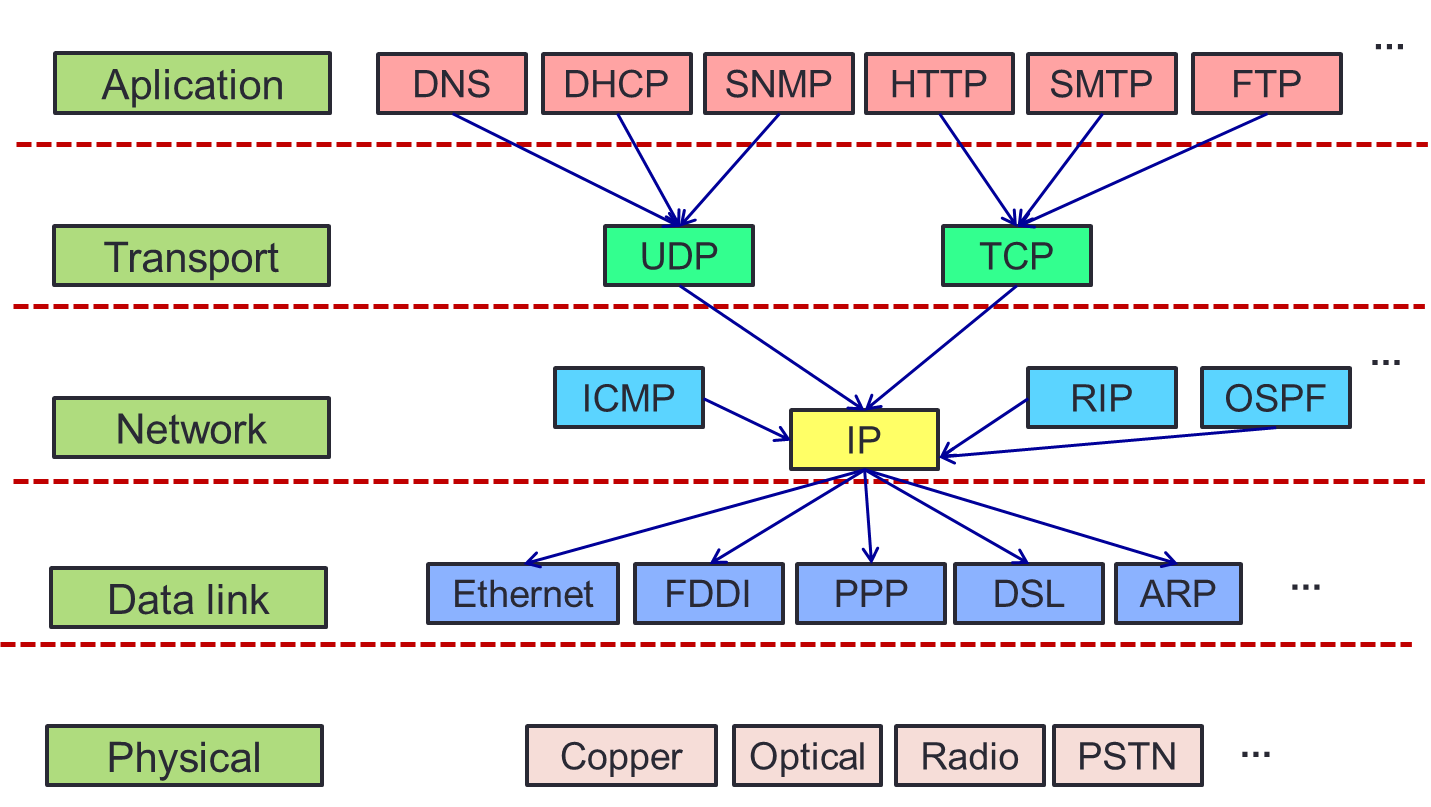 ...
Aplication DNS DHCP SNMP HTTP SMTP FTP
Transport UDP TCP
...
ICMP RIP OSPF
Network IP
Data link Ethernet FDDI PPP DSL ARP ...
Physical Copper Optical Radio PSTN ...